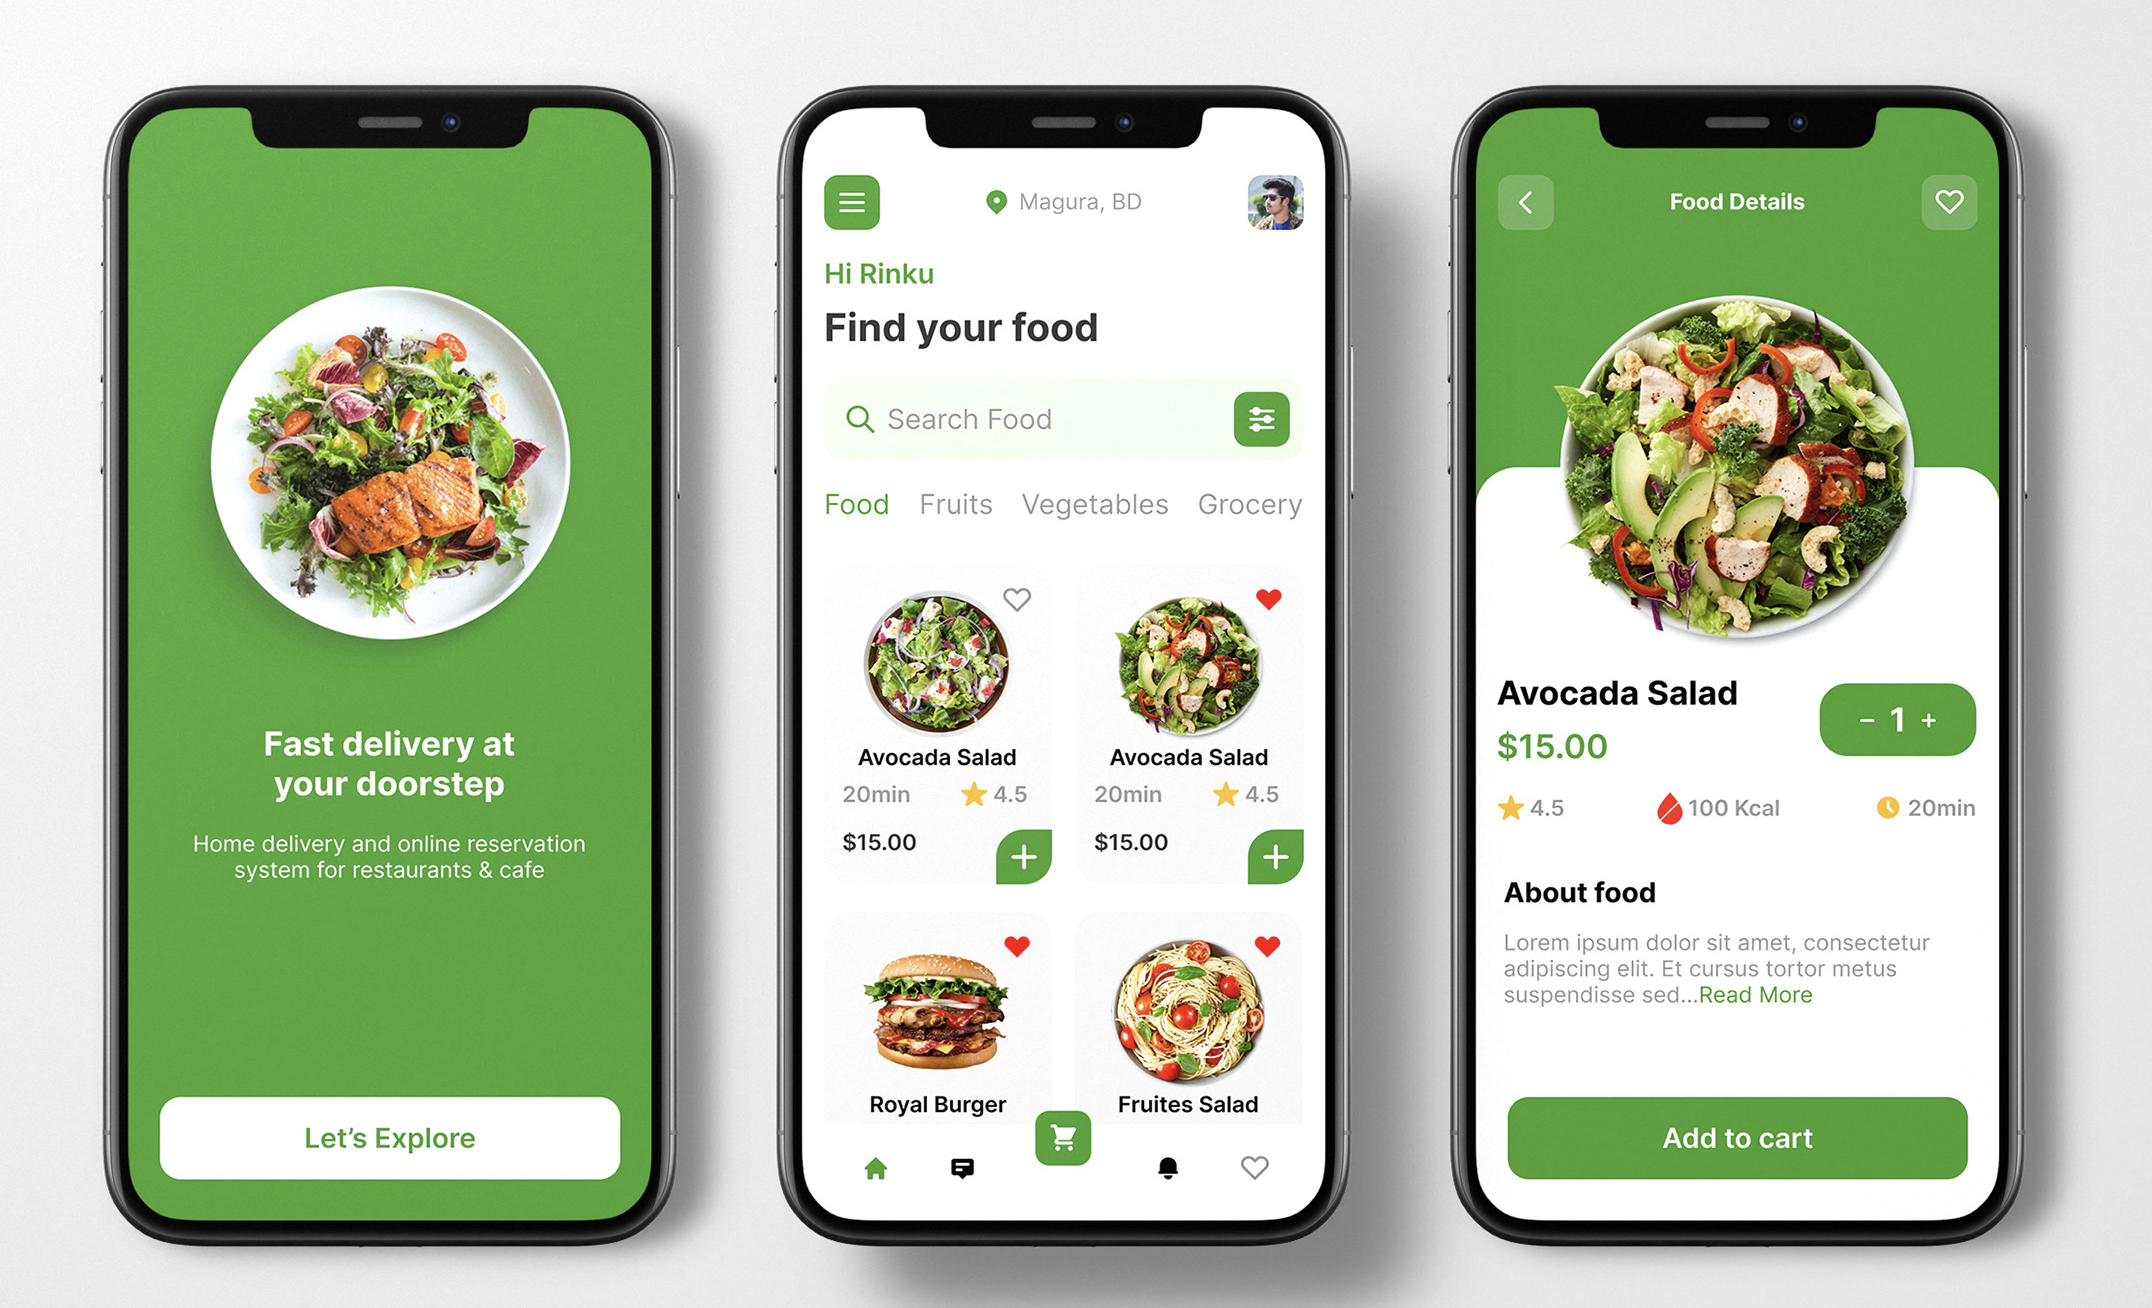 Fast delivery at
your doorstep
Home delivery and online reservation
system for restaurants & cafe
Let's Explore
Magura, BD
Hi Rinku
Find your food
Search Food
Food Fruits Vegetables Grocery
Avocada Salad
20min 4.5
$15.00
Avocada Salad
20min 4.5
$15.00
Royal Burger
Fruites Salad
Food Details
Avocada Salad
$15.00
− 1 +
4.5 100 Kcal 20min
About food
Lorem ipsum dolor sit amet, consectetur
adipiscing elit. Et cursus tortor metus
suspendisse sed...Read More
Add to cart